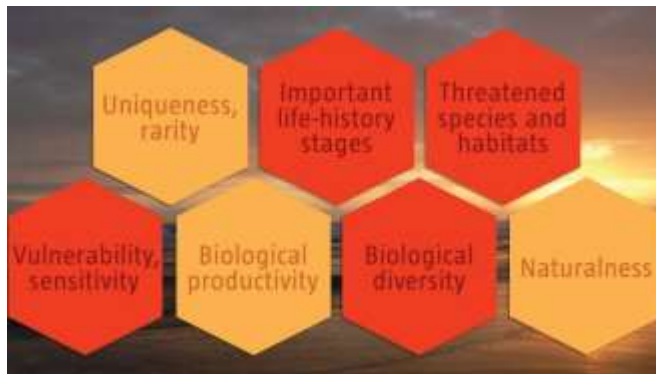 Uniqueness,
rarity
Important
life-history
stages
Threatened
species and
habitats
Vulnerability,
sensitivity
Biological
productivity
Biological
diversity
Naturalness